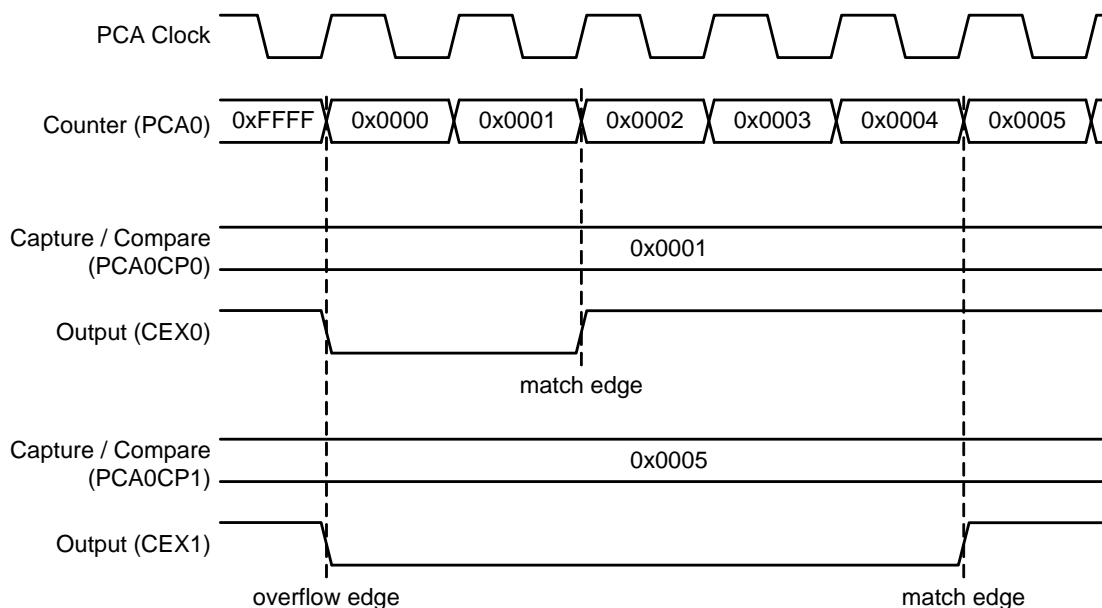 PCA Clock
Counter (PCA0)
0xFFFF 0x0000 0x0001 0x0002 0x0003 0x0004 0x0005
Capture / Compare
(PCA0CP0)
0x0001
Output (CEX0)
match edge
Capture / Compare
(PCA0CP1)
0x0005
Output (CEX1)
overflow edge
match edge